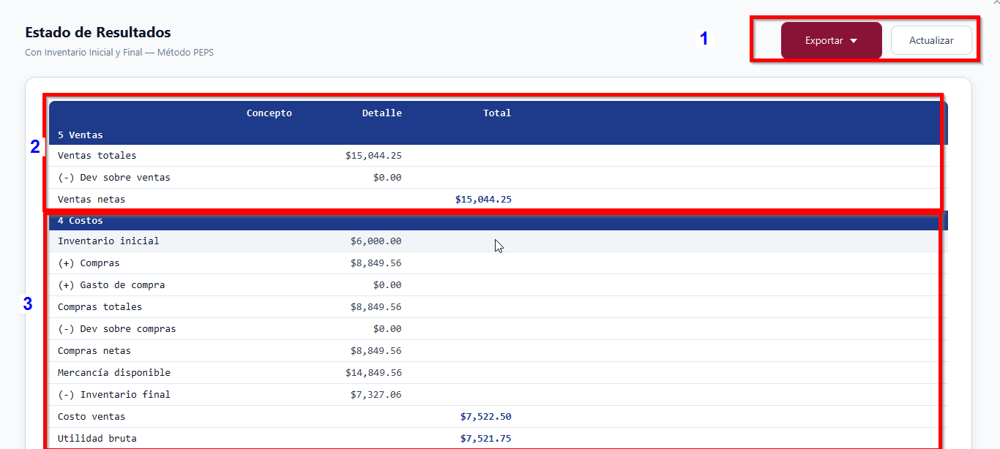 Estado de Resultados
Con Inventario Inicial y Final — Método PEPS
1
Exportar
Actualizar
Concepto Detalle Total
5 Ventas
2
Ventas totales $15,044.25
(-) Dev sobre ventas $0.00
Ventas netas $15,044.25
4 Costos
Inventario inicial $6,000.00
(+) Compras $8,849.56
(+) Gasto de compra $0.00
3
Compras totales $8,849.56
(-) Dev sobre compras $0.00
Compras netas $8,849.56
Mercancía disponible $14,849.56
(-) Inventario final $7,327.06
Costo ventas $7,522.50
Utilidad bruta $7,521.75